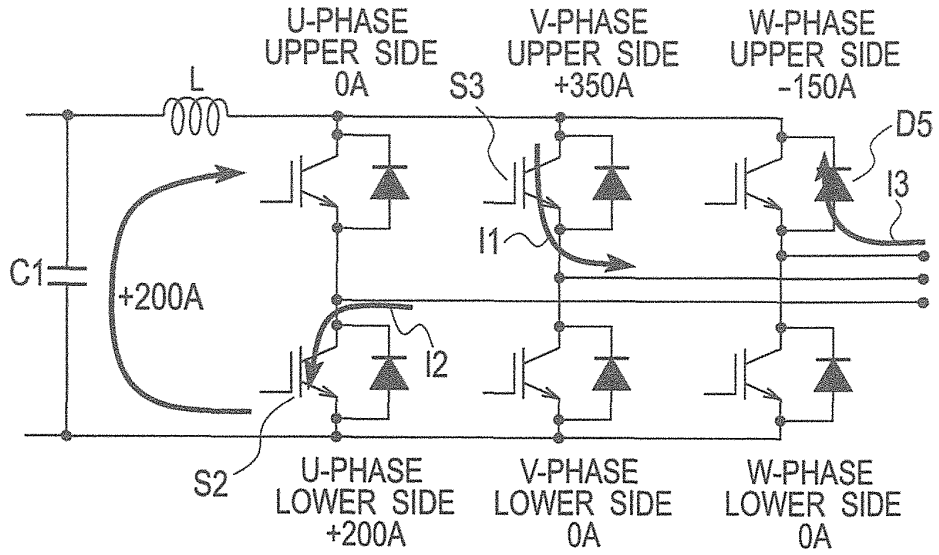 U-PHASE
UPPER SIDE
0A
V-PHASE
UPPER SIDE
+350A
W-PHASE
UPPER SIDE
-150A
L
S3
D5
I3
I1
C1
+200A
I2
S2
U-PHASE
LOWER SIDE
+200A
V-PHASE
LOWER SIDE
0A
W-PHASE
LOWER SIDE
0A